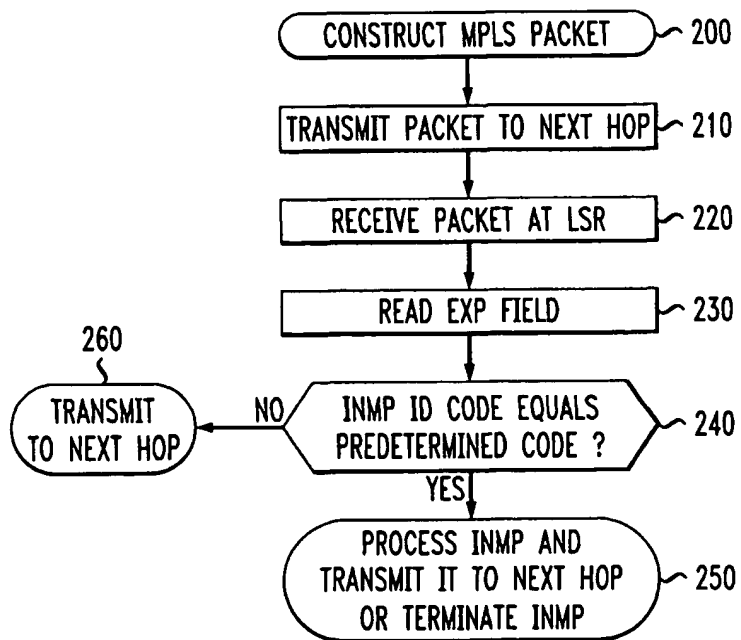 CONSTRUCT MPLS PACKET
200
TRANSMIT PACKET TO NEXT HOP
210
RECEIVE PACKET AT LSR
220
READ EXP FIELD
230
260
TRANSMIT
TO NEXT HOP
NO
INMP ID CODE EQUALS
PREDETERMINED CODE ?
240
YES
PROCESS INMP AND
TRANSMIT IT TO NEXT HOP
OR TERMINATE INMP
250